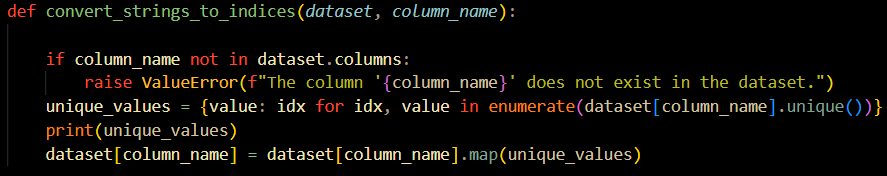 def convert_strings_to_indices(dataset, column_name):
if column_name not in dataset.columns:
raise ValueError(f"The column '{column_name}' does not exist in the dataset.")
unique_values = {value: idx for idx, value in enumerate(dataset[column_name].unique())}
print(unique_values)
dataset[column_name] = dataset[column_name].map(unique_values)